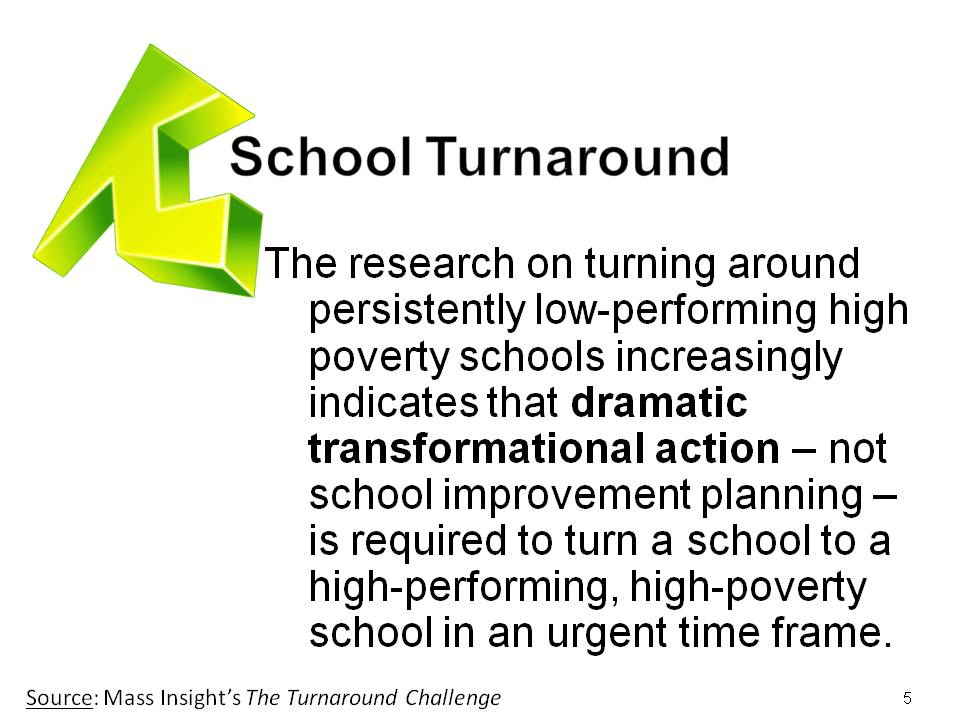 School Turnaround
The research on turning around
persistently low-performing high
poverty schools increasingly
indicates that dramatic
transformational action – not
school improvement planning –
is required to turn a school to a
high-performing, high-poverty
school in an urgent time frame.
Source: Mass Insight’s The Turnaround Challenge
5